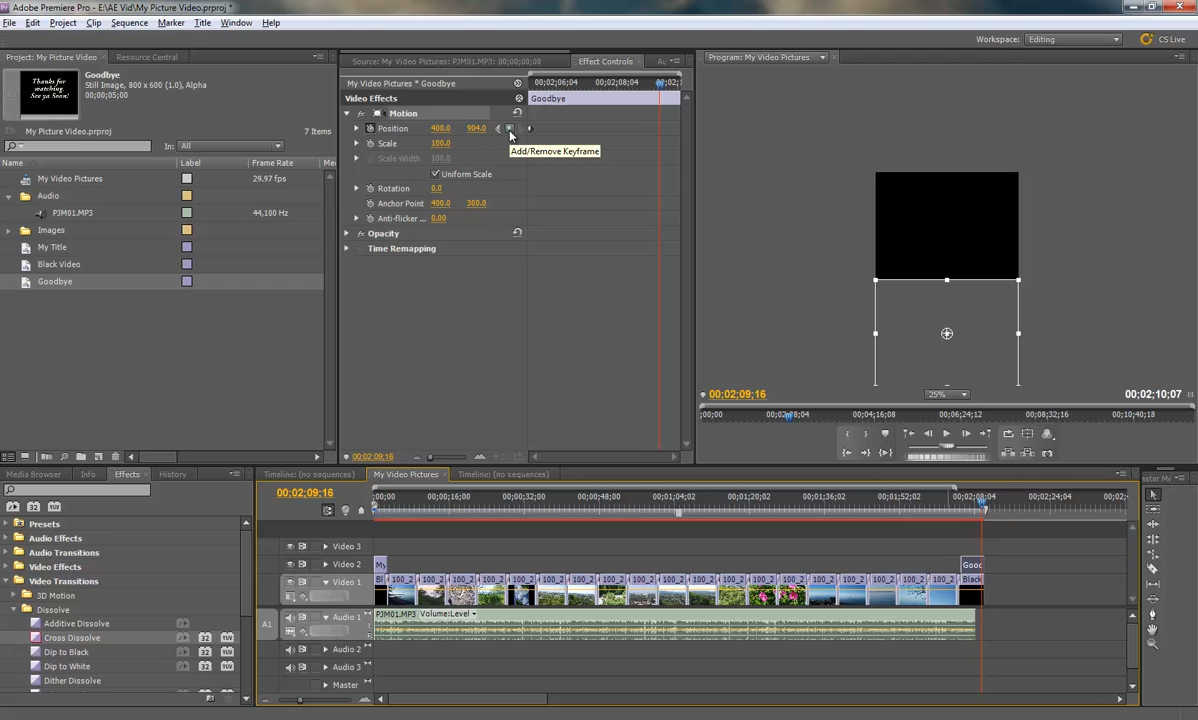 Adobe Premiere Pro - E:\AE Vid\My Picture Video.prproj *
File Edit Project Clip Sequence Marker Title Window Help
Workspace: Editing
CS Live
Project: My Picture Video
Resource Central
Goodbye
Still Image, 800 x 600 (1.0), Alpha
00;00;05;00
Thanks for
watching.
See ya Soon!
My Picture Video.prproj
7 Items
In: All
Name Label Frame Rate Me
My Video Pictures 29.97 fps
Audio
PJM01.MP3 44,100 Hz
Images
My Title
Black Video
Goodbye
Source: My Video Pictures: PJM01.MP3: 00;00;00;00
Effect Controls
My Video Pictures * Goodbye
00;02;06;04 00;02;08;04
Video Effects
Goodbye
Motion
Position 400.0 904.0
Add/Remove Keyframe
Scale 100.0
Scale Width 100.0
Uniform Scale
Rotation 0.0
Anchor Point 400.0 300.0
Anti-flicker ... 0.00
Opacity
Time Remapping
00;02;09;16
Program: My Video Pictures
00;02;09;16
25%
00;02;10;07
;00;00 00;02;08;04 00;04;16;08 00;06;24;12 00;08;32;16 00;10;40;18
Media Browser Info Effects History
Presets
Audio Effects
Audio Transitions
Video Effects
Video Transitions
3D Motion
Dissolve
Additive Dissolve
Cross Dissolve
Dip to Black
Dip to White
Dither Dissolve
Timeline: (no sequences) My Video Pictures Timeline: (no sequences)
00;02;09;16
;00;00 00;00;16;00 00;00;32;00 00;00;48;00 00;01;04;02 00;01;20;02 00;01;36;02 00;01;52;02 00;02;08;04 00;02;24;04
Video 3
Video 2
My
Video 1
100_2 100_2 100_2 100_2 100_2 100_2 100_2 100_2 100_2 100_2 100_2 100_2 100_2 100_2 100_2 100_2 100_2 100_2 100_2
Black
A1
Audio 1
PJM01.MP3 Volume:Level
Audio 2
Audio 3
Master